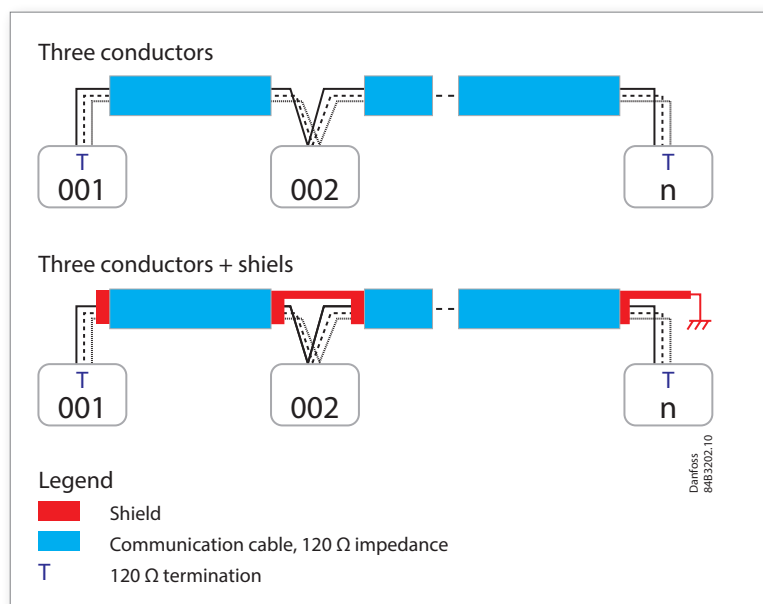 Three conductors
T
T
001
002
n
Three conductors + shiels
T
T
001
002
n
Danfoss
84B3202.10
Legend
Shield
Communication cable, 120 Ω impedance
T 120 Ω termination